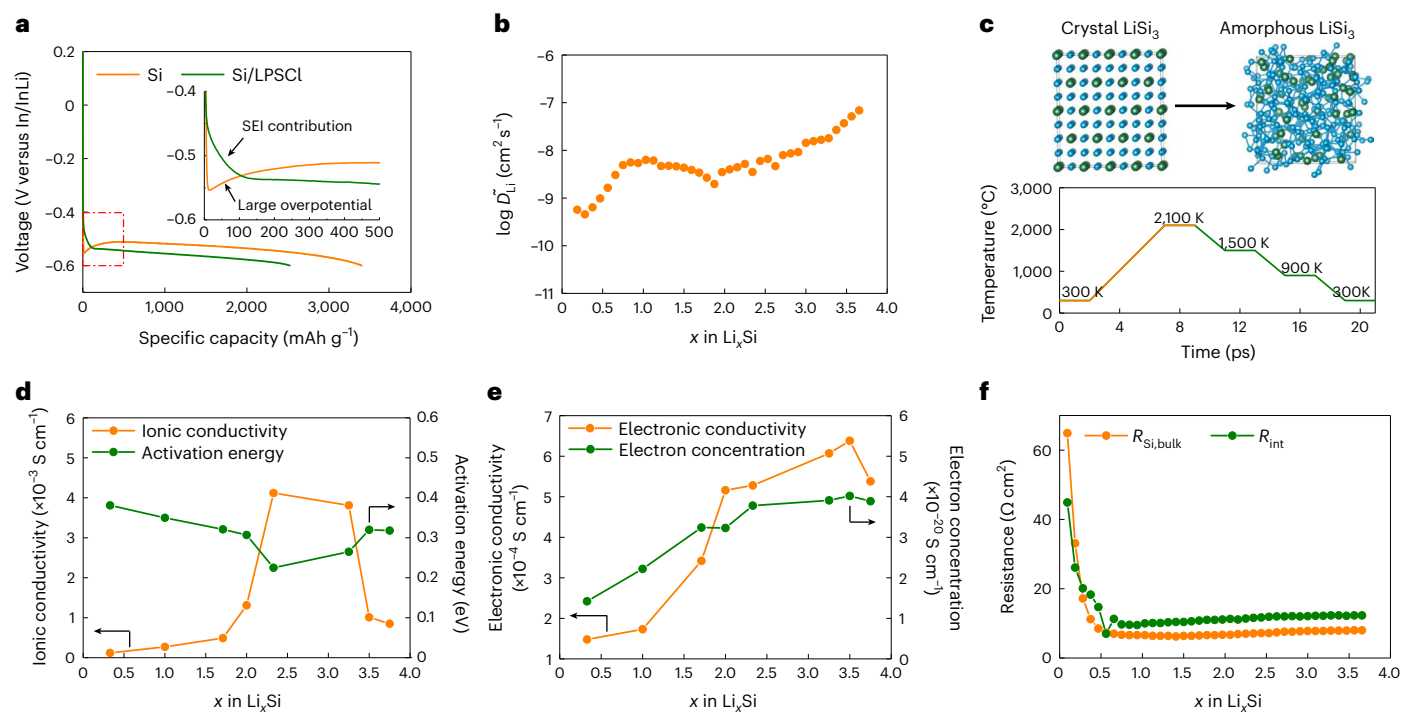 a
Voltage (V versus In/InLi)
0.2
0
−0.2
−0.4
−0.6
Si
Si/LPSCl
−0.4
−0.5
−0.6
SEI contribution
Large overpotential
0 100 200 300 400 500
0 1,000 2,000 3,000 4,000
Specific capacity (mAh g⁻¹)
b
log D̃_Li (cm² s⁻¹)
−6
−7
−8
−9
−10
−11
0 0.5 1.0 1.5 2.0 2.5 3.0 3.5 4.0
x in LiₓSi
c
Crystal LiSi₃
Amorphous LiSi₃
Temperature (°C)
3,000
2,000
1,000
0
300 K
2,100 K
1,500 K
900 K
300K
0 4 8 12 16 20
Time (ps)
d
Ionic conductivity (×10⁻³ S cm⁻¹)
6
5
4
3
2
1
0
Ionic conductivity
Activation energy
0.6
0.5
0.4
0.3
0.2
0.1
0
Activation energy (eV)
0.5 1.0 1.5 2.0 2.5 3.0 3.5 4.0
x in LiₓSi
e
Electronic conductivity
(×10⁻⁴ S cm⁻¹)
7
6
5
4
3
2
1
Electronic conductivity
Electron concentration
6
5
4
3
2
1
0
Electron concentration
(×10⁻²⁰ S cm⁻¹)
0 0.5 1.0 1.5 2.0 2.5 3.0 3.5 4.0
x in LiₓSi
f
Resistance (Ω cm²)
60
40
20
0
R_Si,bulk
R_int
0 0.5 1.0 1.5 2.0 2.5 3.0 3.5 4.0
x in LiₓSi